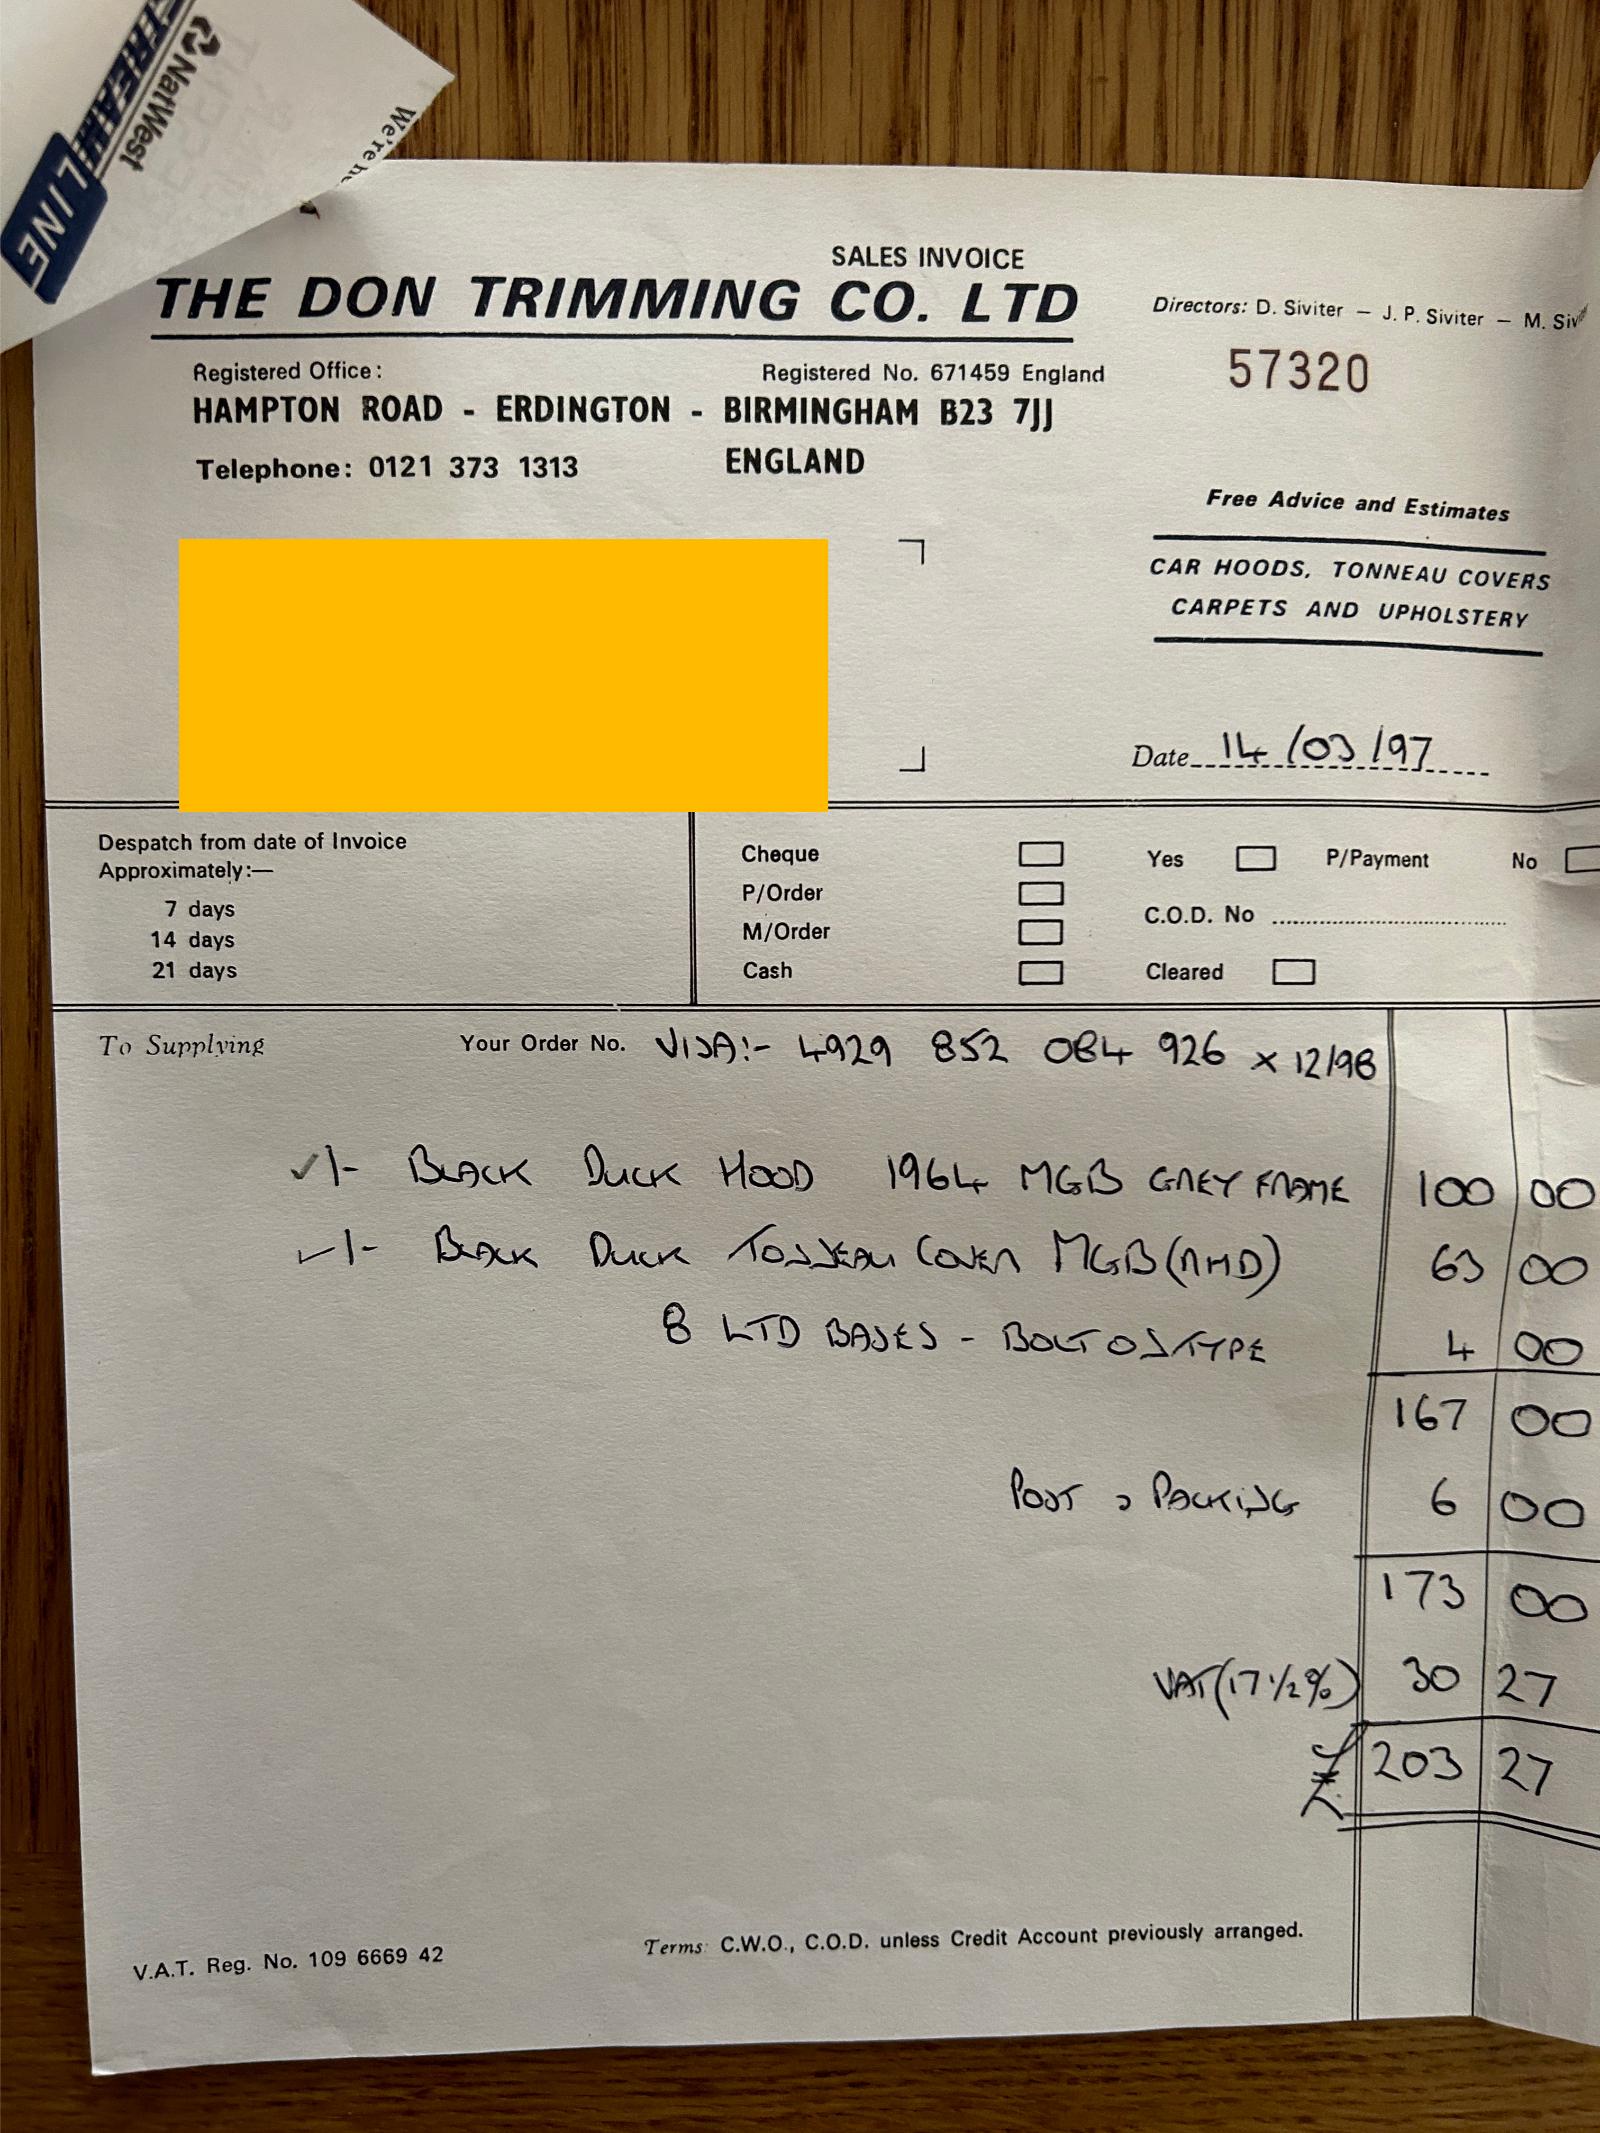 STREAMLINE
NatWest
We're h
SALES INVOICE
THE DON TRIMMING CO. LTD
Directors: D. Siviter – J. P. Siviter – M. Siv
57320
Registered Office:
Registered No. 671459 England
HAMPTON ROAD - ERDINGTON - BIRMINGHAM B23 7JJ
Telephone: 0121 373 1313
ENGLAND
Free Advice and Estimates
CAR HOODS, TONNEAU COVERS
CARPETS AND UPHOLSTERY
Date 14/03/97
Despatch from date of Invoice
Approximately:—
7 days
14 days
21 days
Cheque
P/Order
M/Order
Cash
Yes P/Payment No
C.O.D. No
Cleared
To Supplying Your Order No. VISA:- 4929 852 084 926 x 12/98
✓ 1- BLACK DUCK HOOD 1964 MGB GREY FRAME 100 00
✓ 1- BLACK DUCK TONNEAU COVER MGB (RHD) 63 00
8 LTD BASES - BOLT ON TYPE 4 00
167 00
POST & PACKING 6 00
173 00
VAT (17 1/2 %) 30 27
£ 203 27
V.A.T. Reg. No. 109 6669 42
Terms: C.W.O., C.O.D. unless Credit Account previously arranged.